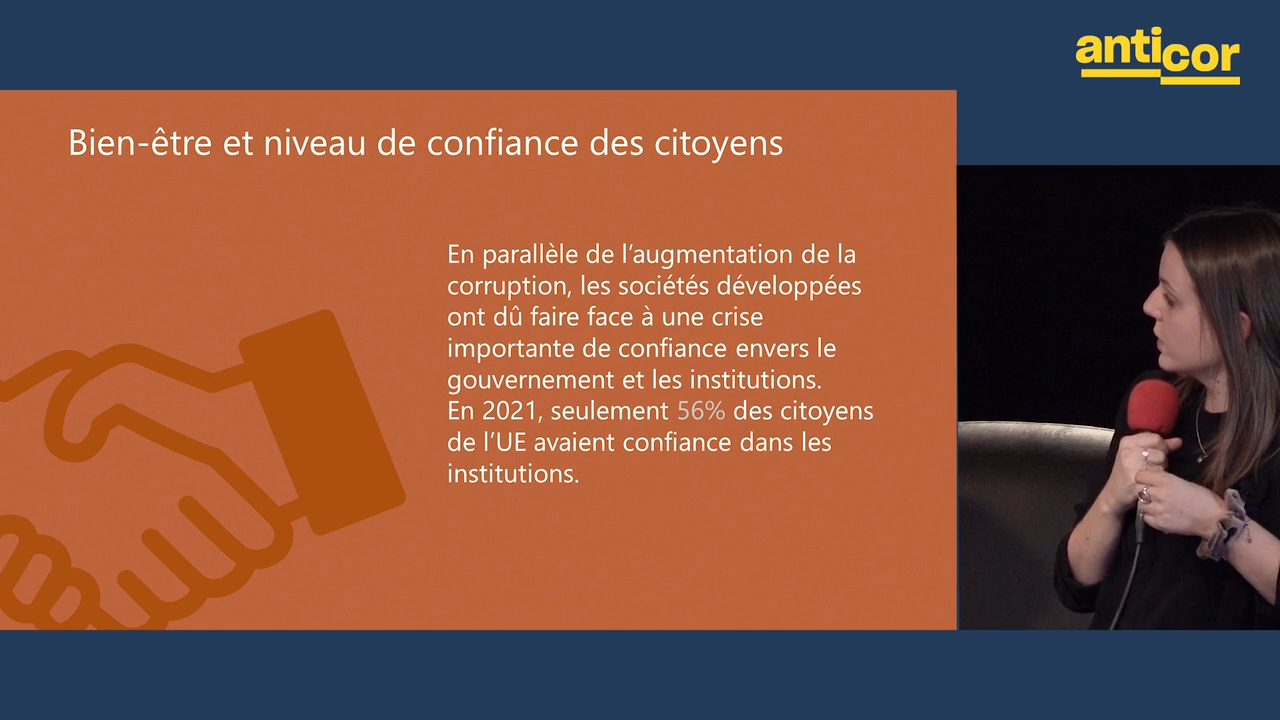 anticor
Bien-être et niveau de confiance des citoyens
En parallèle de l’augmentation de la
corruption, les sociétés développées
ont dû faire face à une crise
importante de confiance envers le
gouvernement et les institutions.
En 2021, seulement 56% des citoyens
de l’UE avaient confiance dans les
institutions.